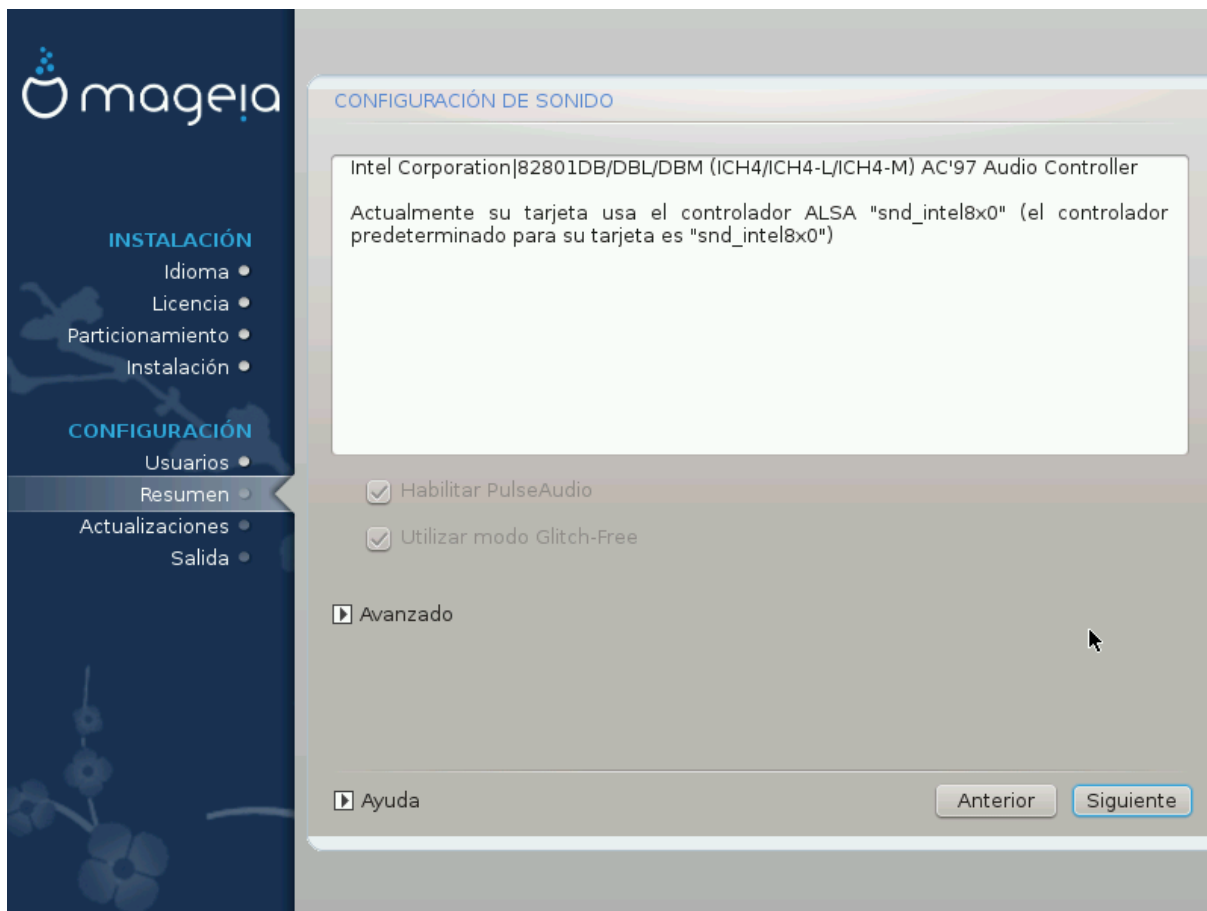 mageia
INSTALACIÓN
Idioma
Licencia
Particionamiento
Instalación
CONFIGURACIÓN
Usuarios
Resumen
Actualizaciones
Salida
CONFIGURACIÓN DE SONIDO
Intel Corporation|82801DB/DBL/DBM (ICH4/ICH4-L/ICH4-M) AC'97 Audio Controller
Actualmente su tarjeta usa el controlador ALSA "snd_intel8x0" (el controlador
predeterminado para su tarjeta es "snd_intel8x0")
Habilitar PulseAudio
Utilizar modo Glitch-Free
Avanzado
Ayuda
Anterior
Siguiente